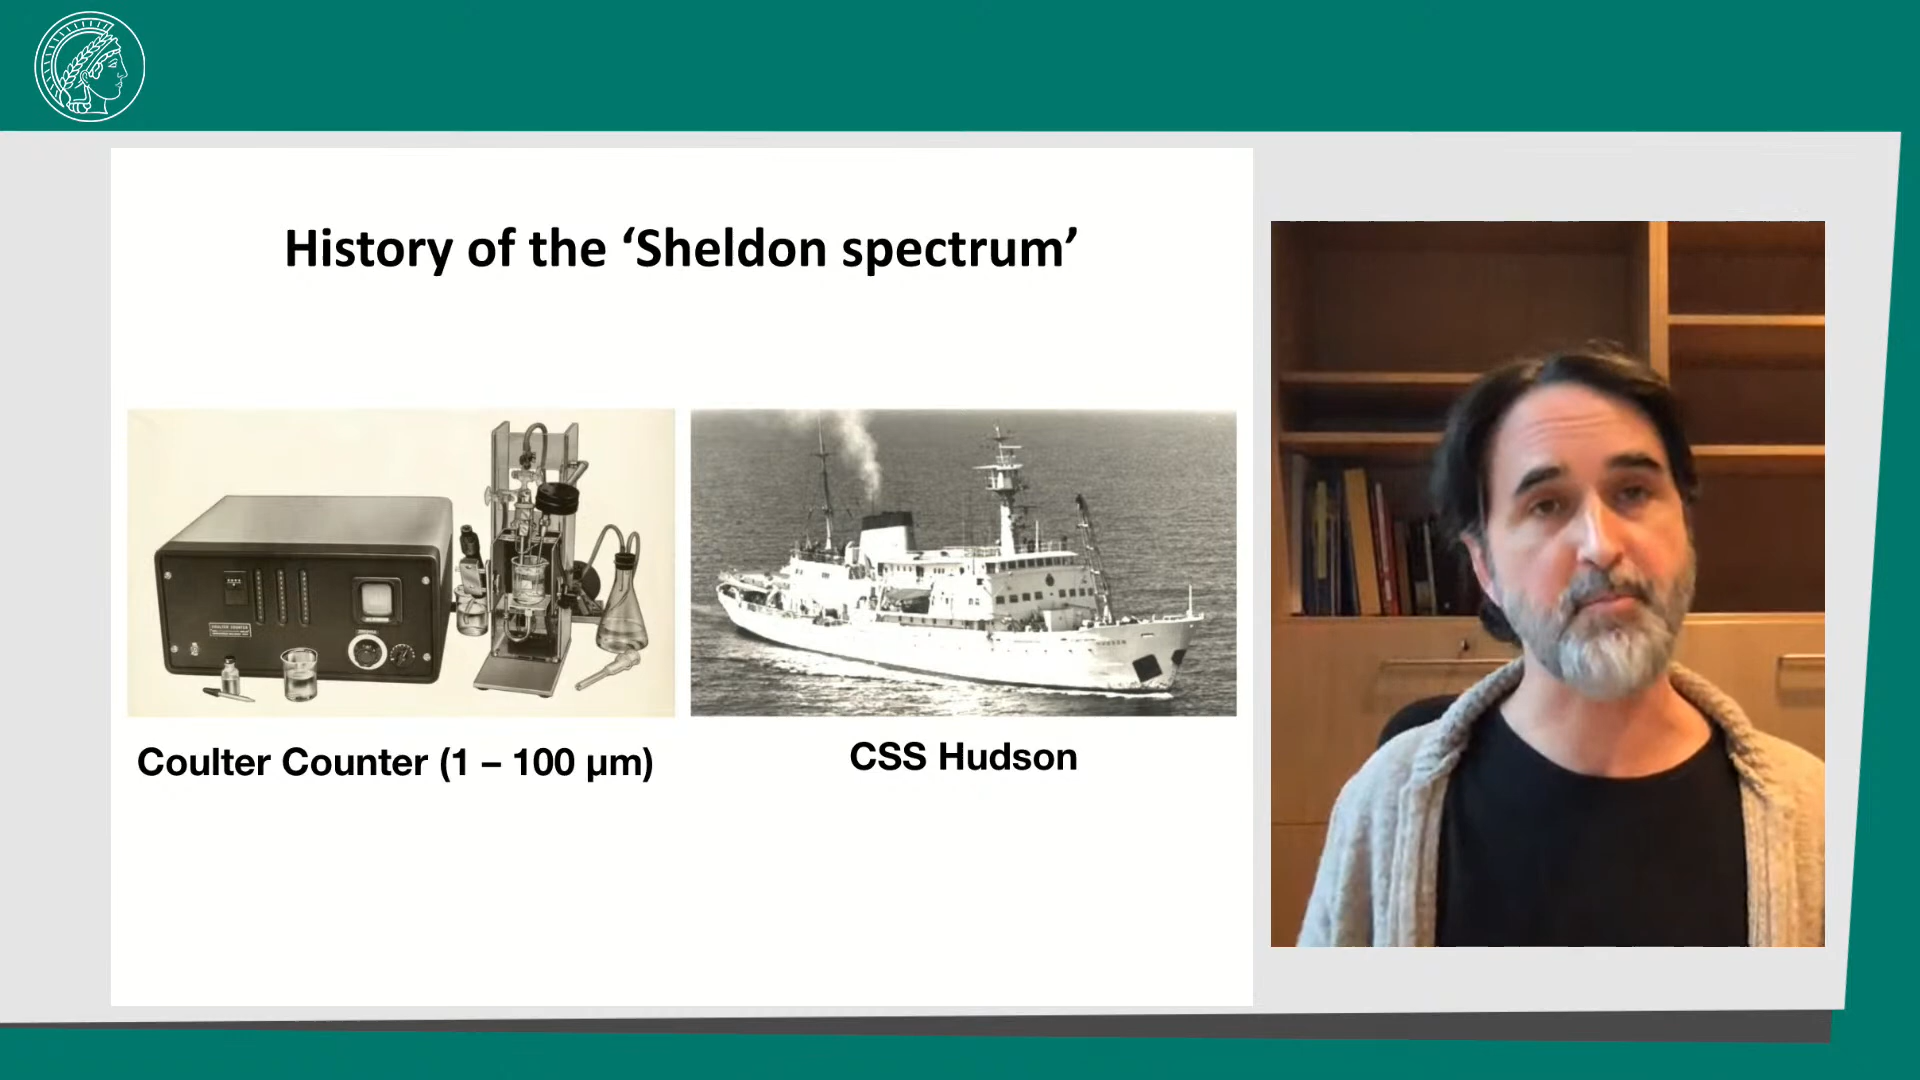 History of the ‘Sheldon spectrum’
Coulter Counter (1 – 100 μm)
CSS Hudson